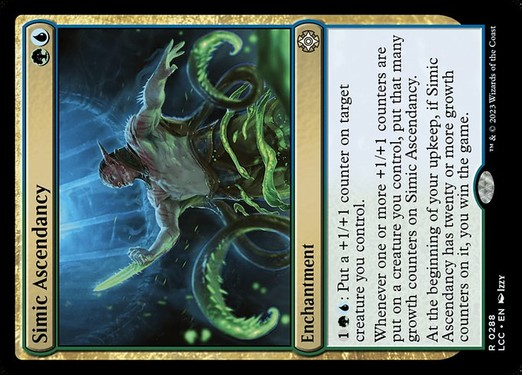 Simic Ascendancy
Enchantment
1: Put a +1/+1 counter on target
creature you control.
Whenever one or more +1/+1 counters are
put on a creature you control, put that many
growth counters on Simic Ascendancy.
At the beginning of your upkeep, if Simic
Ascendancy has twenty or more growth
counters on it, you win the game.
R 0288
LCC • EN Izzy
™ & © 2023 Wizards of the Coast